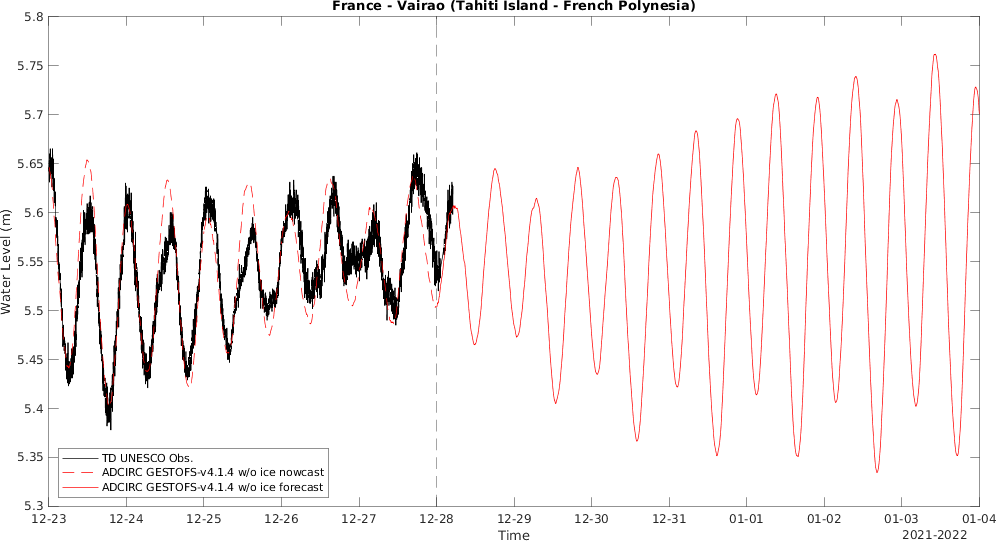 France - Vairao (Tahiti Island - French Polynesia)
5.8
5.75
5.7
5.65
5.6
5.55
5.5
5.45
5.4
5.35
5.3
Water Level (m)
TD UNESCO Obs.
ADCIRC GESTOFS-v4.1.4 w/o ice nowcast
ADCIRC GESTOFS-v4.1.4 w/o ice forecast
12-23 12-24 12-25 12-26 12-27 12-28 12-29 12-30 12-31 01-01 01-02 01-03 01-04
Time
2021-2022